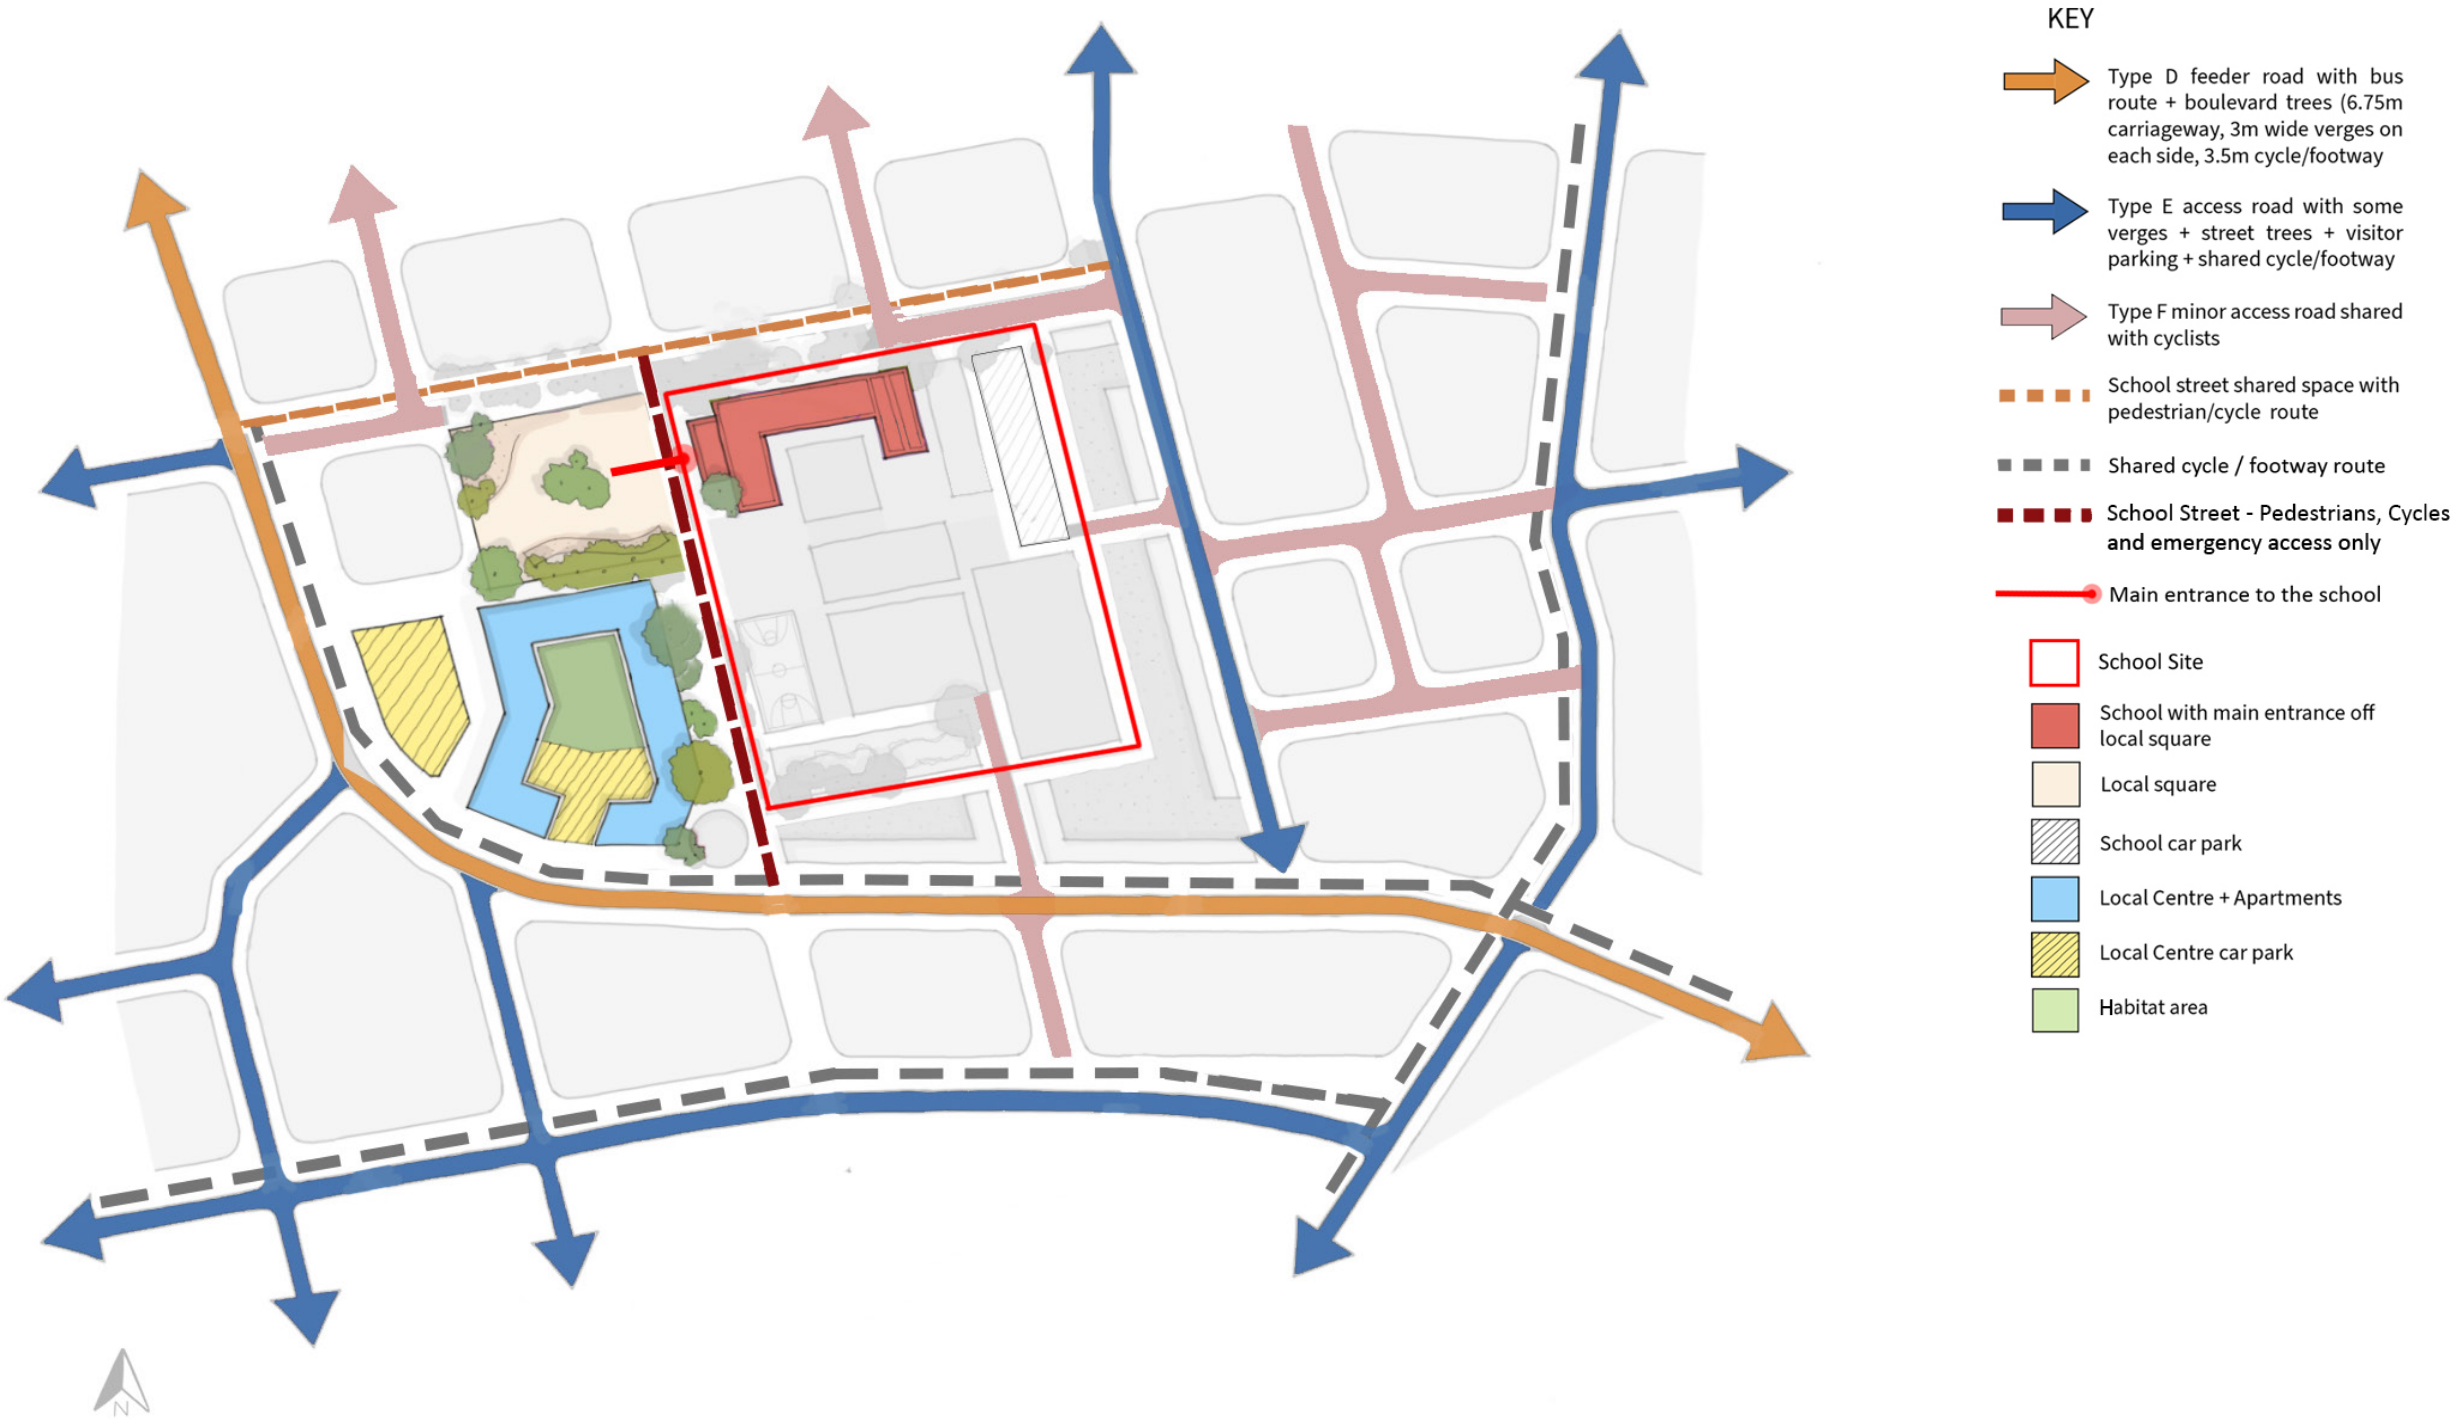 KEY
Type D feeder road with bus
route + boulevard trees (6.75m
carriageway, 3m wide verges on
each side, 3.5m cycle/footway
Type E access road with some
verges + street trees + visitor
parking + shared cycle/footway
Type F minor access road shared
with cyclists
School street shared space with
pedestrian/cycle route
Shared cycle / footway route
School Street - Pedestrians, Cycles
and emergency access only
Main entrance to the school
School Site
School with main entrance off
local square
Local square
School car park
Local Centre + Apartments
Local Centre car park
Habitat area
N